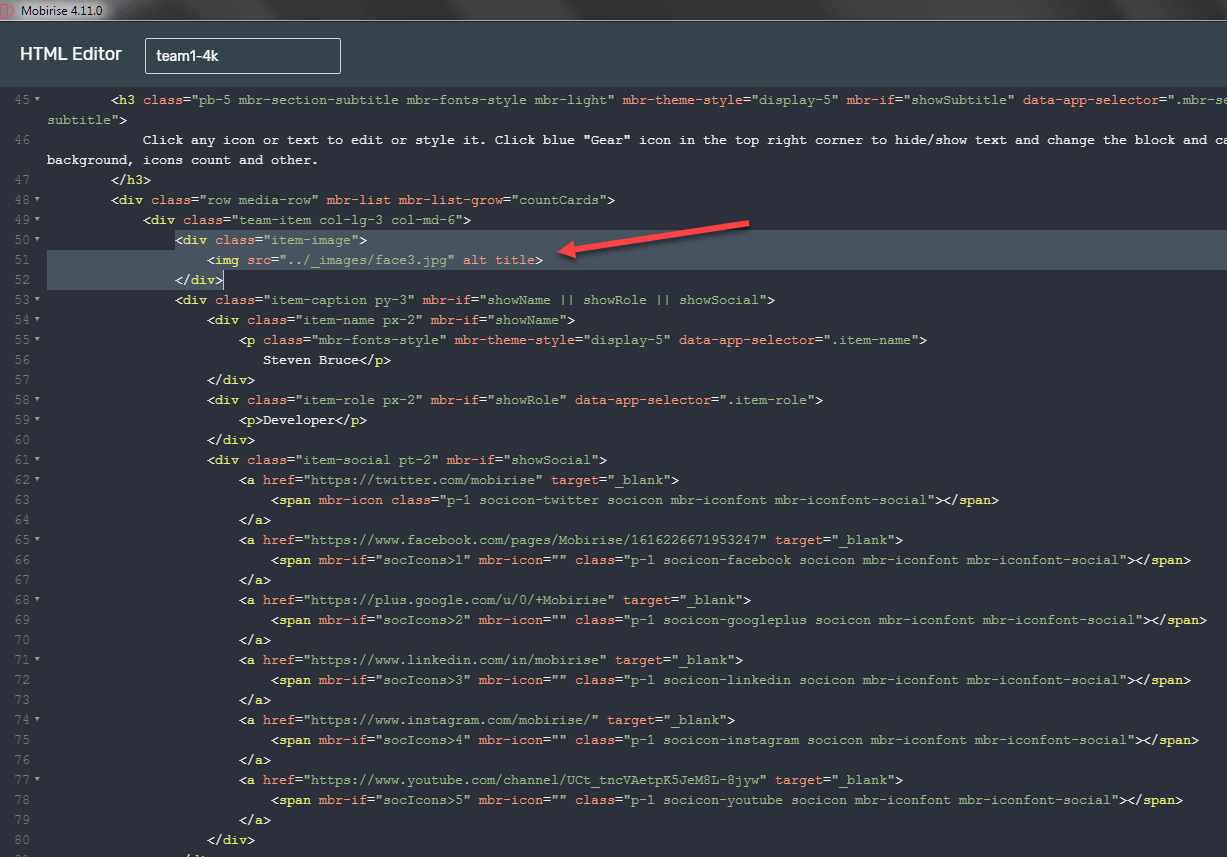 Mobirise 4.11.0
HTML Editor team1-4k
45 <h3 class="pb-5 mbr-section-subtitle mbr-fonts-style mbr-light" mbr-theme-style="display-5" mbr-if="showSubtitle" data-app-selector=".mbr-se
subtitle">
46 Click any icon or text to edit or style it. Click blue "Gear" icon in the top right corner to hide/show text and change the block and ca
background, icons count and other.
47 </h3>
48 <div class="row media-row" mbr-list mbr-list-grow="countCards">
49 <div class="team-item col-lg-3 col-md-6">
50 <div class="item-image">
51 <img src="../_images/face3.jpg" alt title>
52 </div>
53 <div class="item-caption py-3" mbr-if="showName || showRole || showSocial">
54 <div class="item-name px-2" mbr-if="showName">
55 <p class="mbr-fonts-style" mbr-theme-style="display-5" data-app-selector=".item-name">
56 Steven Bruce</p>
57 </div>
58 <div class="item-role px-2" mbr-if="showRole" data-app-selector=".item-role">
59 <p>Developer</p>
60 </div>
61 <div class="item-social pt-2" mbr-if="showSocial">
62 <a href="https://twitter.com/mobirise" target="_blank">
63 <span mbr-icon class="p-1 socicon-twitter socicon mbr-iconfont mbr-iconfont-social"></span>
64 </a>
65 <a href="https://www.facebook.com/pages/Mobirise/1616226671953247" target="_blank">
66 <span mbr-if="socIcons>1" mbr-icon="" class="p-1 socicon-facebook socicon mbr-iconfont mbr-iconfont-social"></span>
67 </a>
68 <a href="https://plus.google.com/u/0/+Mobirise" target="_blank">
69 <span mbr-if="socIcons>2" mbr-icon="" class="p-1 socicon-googleplus socicon mbr-iconfont mbr-iconfont-social"></span>
70 </a>
71 <a href="https://www.linkedin.com/in/mobirise" target="_blank">
72 <span mbr-if="socIcons>3" mbr-icon="" class="p-1 socicon-linkedin socicon mbr-iconfont mbr-iconfont-social"></span>
73 </a>
74 <a href="https://www.instagram.com/mobirise/" target="_blank">
75 <span mbr-if="socIcons>4" mbr-icon="" class="p-1 socicon-instagram socicon mbr-iconfont mbr-iconfont-social"></span>
76 </a>
77 <a href="https://www.youtube.com/channel/UCt_tncVAetpK5JeM8L-8jyw" target="_blank">
78 <span mbr-if="socIcons>5" mbr-icon="" class="p-1 socicon-youtube socicon mbr-iconfont mbr-iconfont-social"></span>
79 </a>
80 </div>